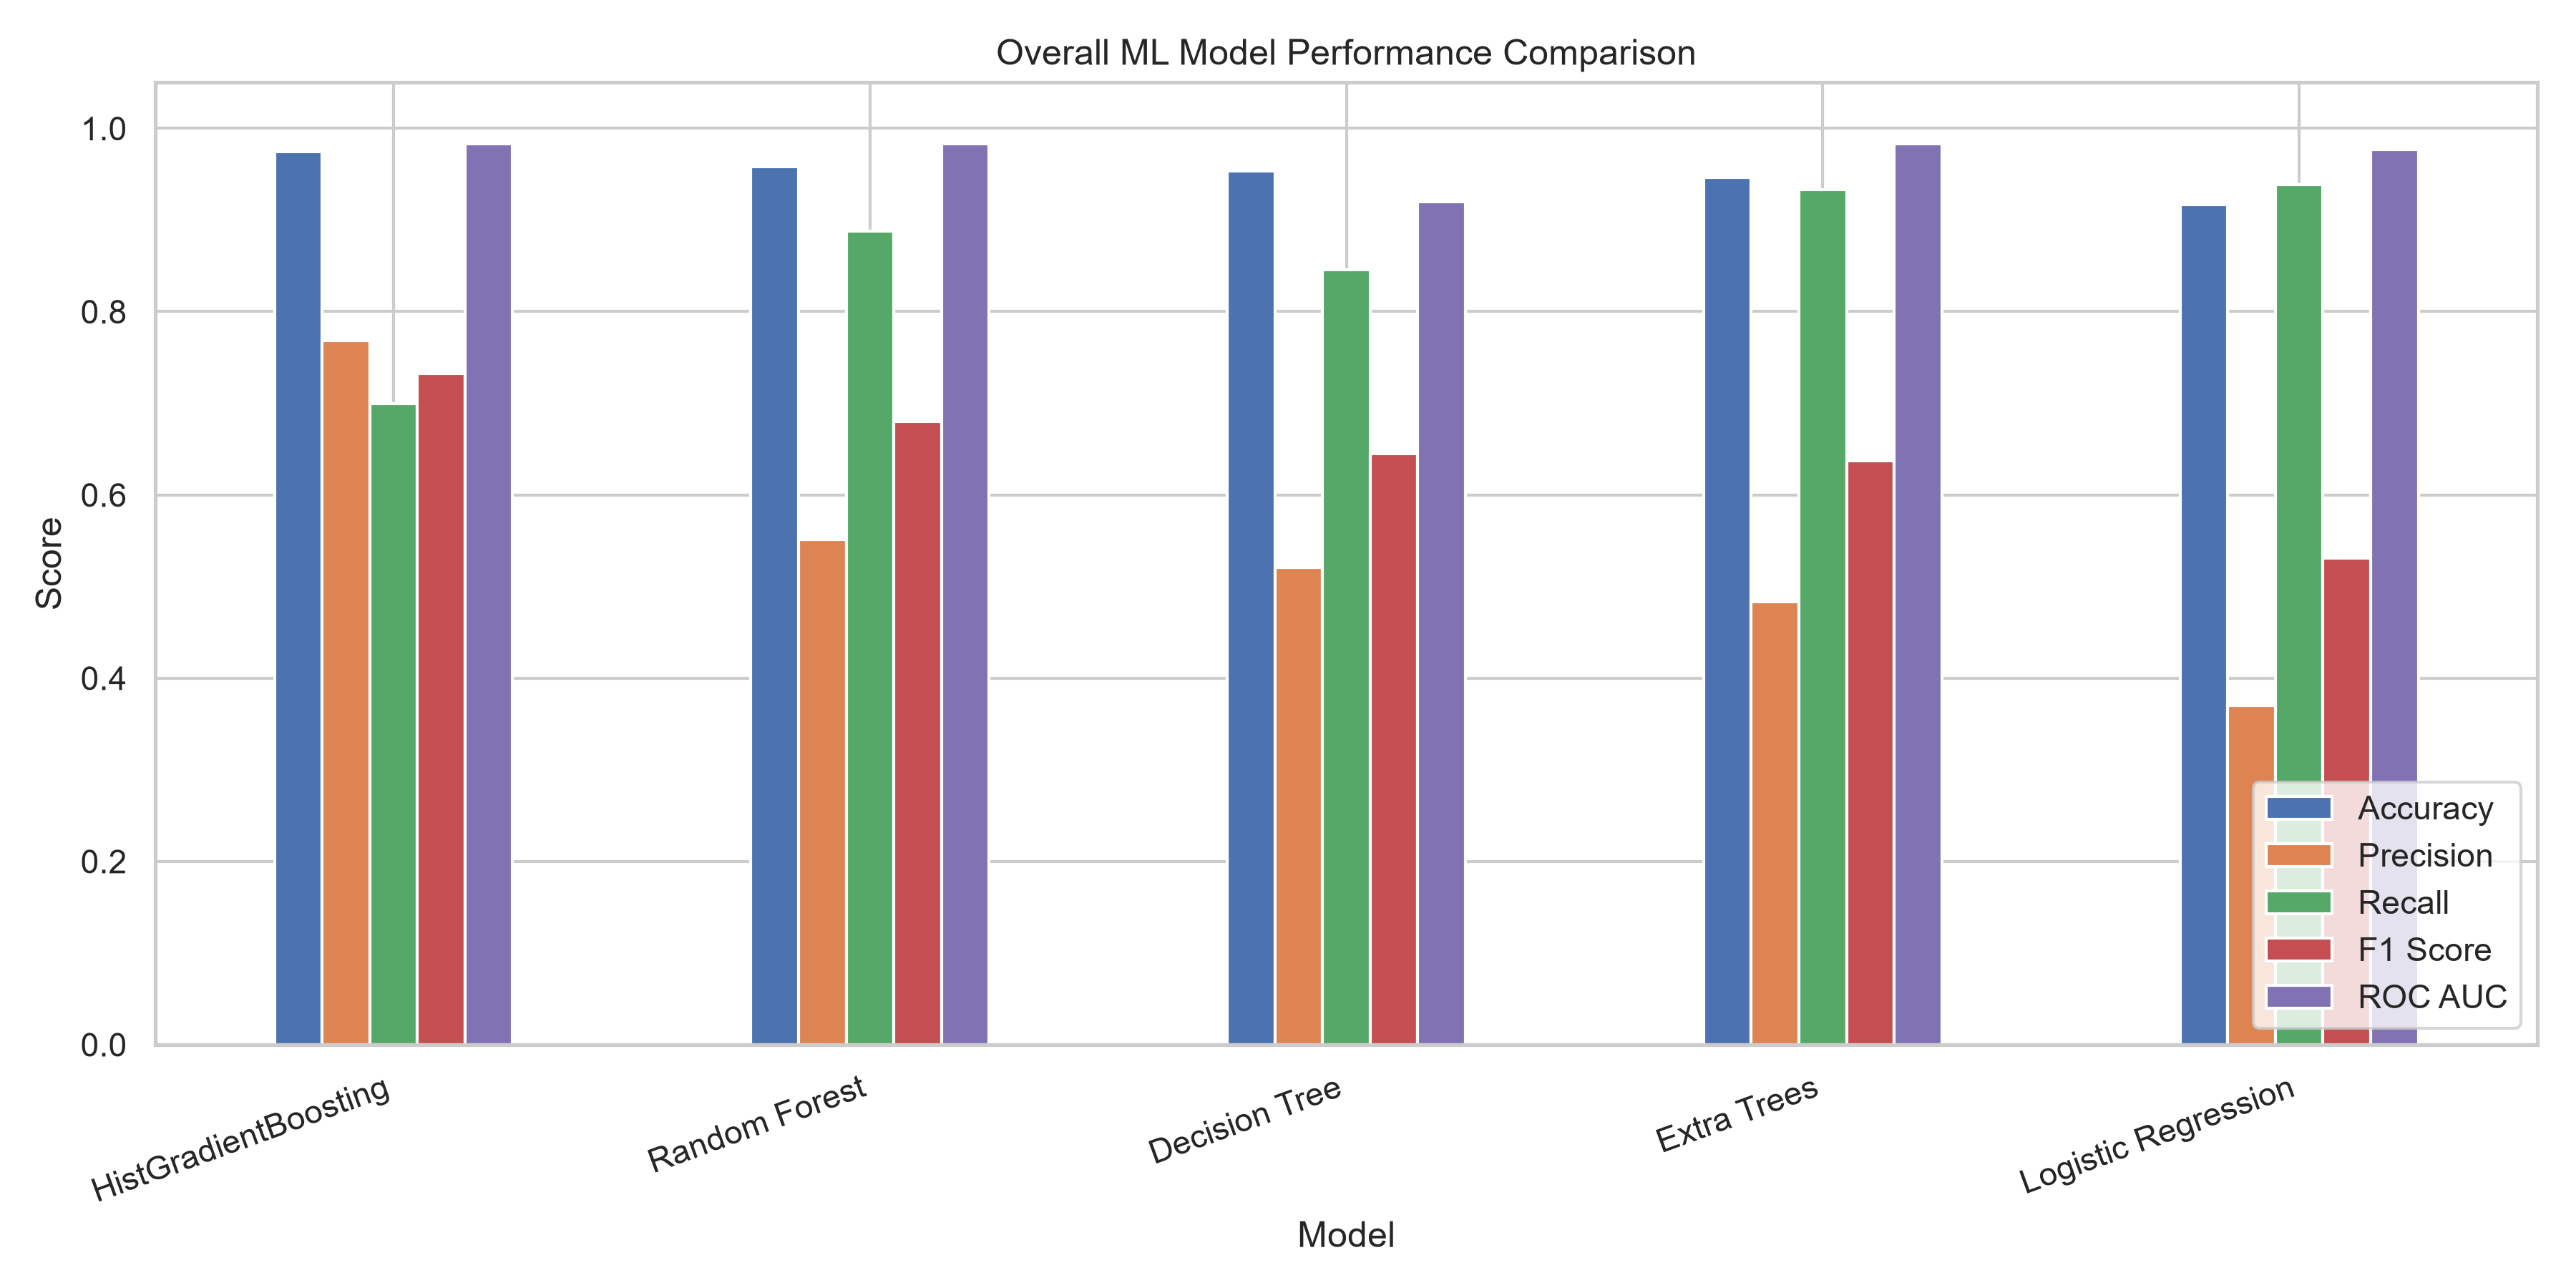 Overall ML Model Performance Comparison
1.0
0.8
0.6
0.4
0.2
0.0
Score
HistGradientBoosting
Random Forest
Decision Tree
Extra Trees
Logistic Regression
Model
Accuracy
Precision
Recall
F1 Score
ROC AUC